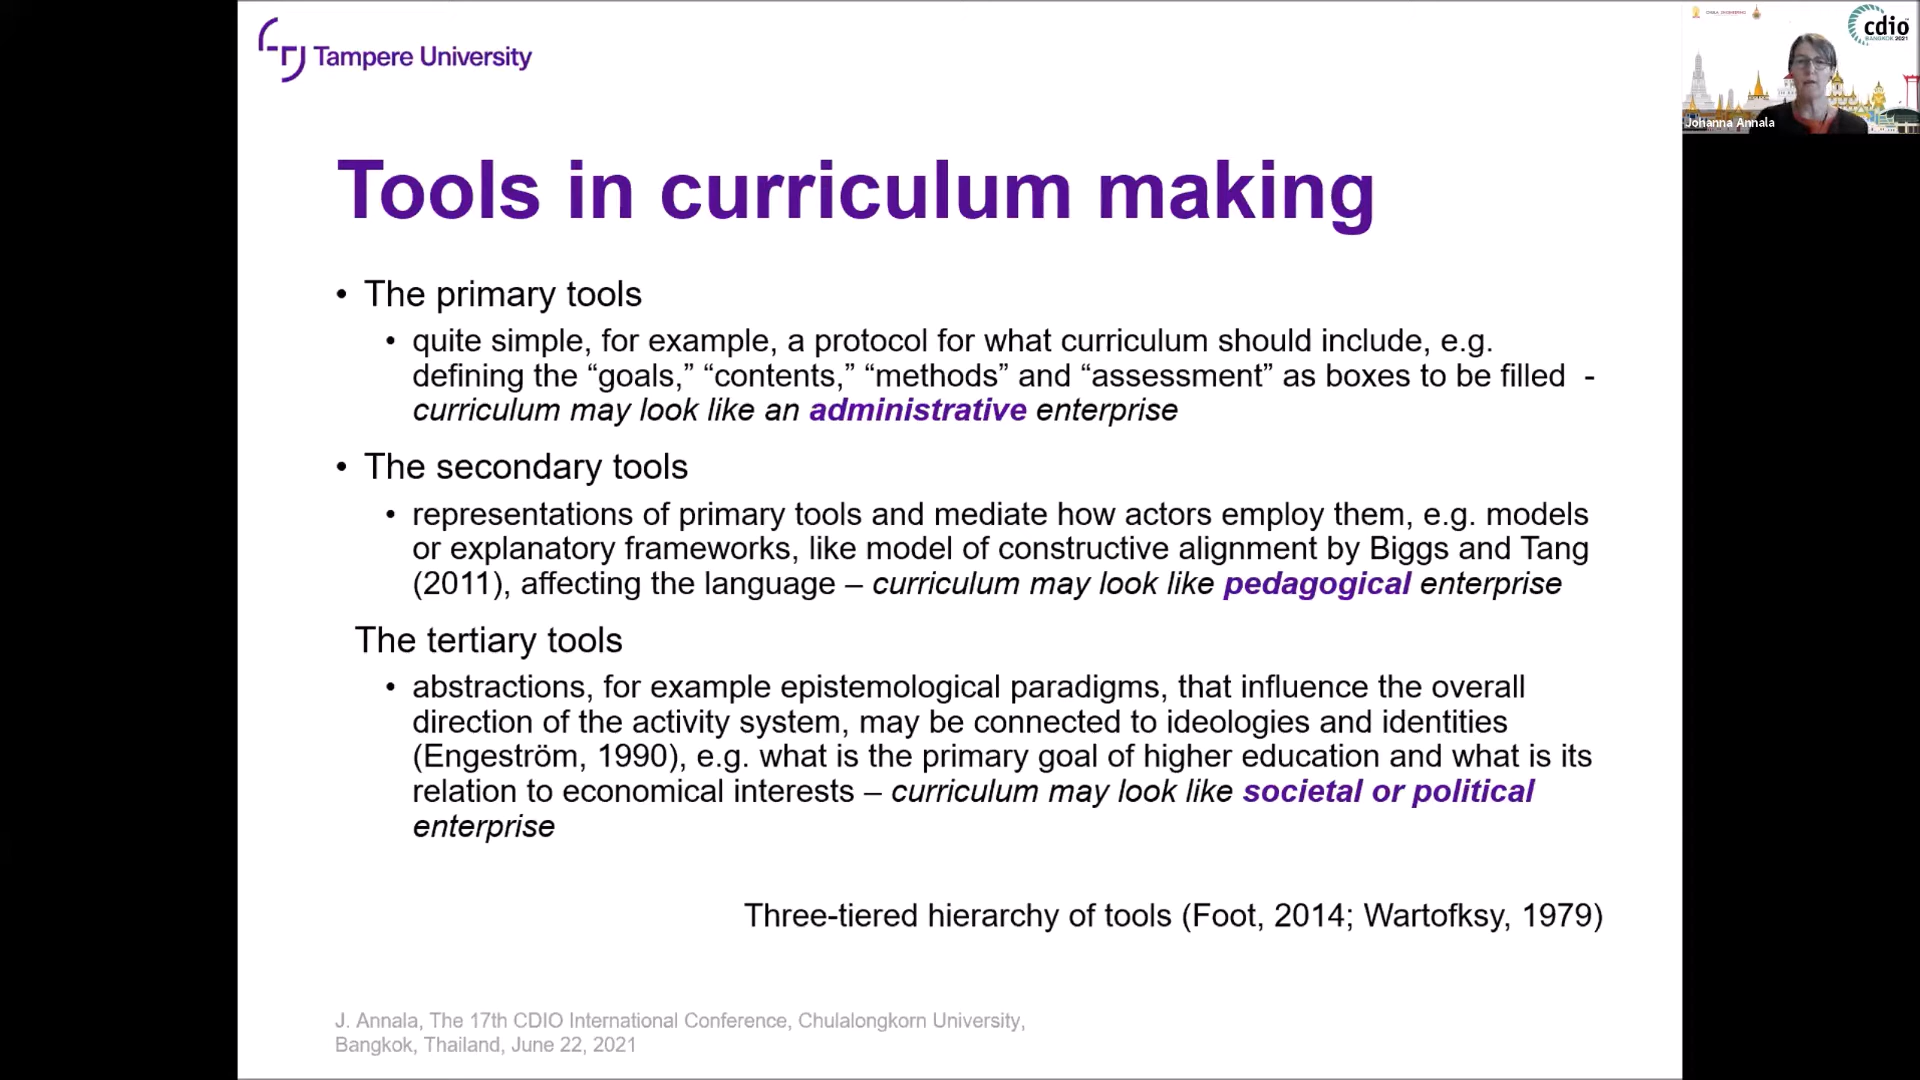 Tampere University
cdio
BANGKOK 2021
Johanna Annala
Tools in curriculum making
• The primary tools
• quite simple, for example, a protocol for what curriculum should include, e.g.
defining the “goals,” “contents,” “methods” and “assessment” as boxes to be filled -
curriculum may look like an administrative enterprise
• The secondary tools
• representations of primary tools and mediate how actors employ them, e.g. models
or explanatory frameworks, like model of constructive alignment by Biggs and Tang
(2011), affecting the language – curriculum may look like pedagogical enterprise
The tertiary tools
• abstractions, for example epistemological paradigms, that influence the overall
direction of the activity system, may be connected to ideologies and identities
(Engeström, 1990), e.g. what is the primary goal of higher education and what is its
relation to economical interests – curriculum may look like societal or political
enterprise
Three-tiered hierarchy of tools (Foot, 2014; Wartofksy, 1979)
J. Annala, The 17th CDIO International Conference, Chulalongkorn University,
Bangkok, Thailand, June 22, 2021